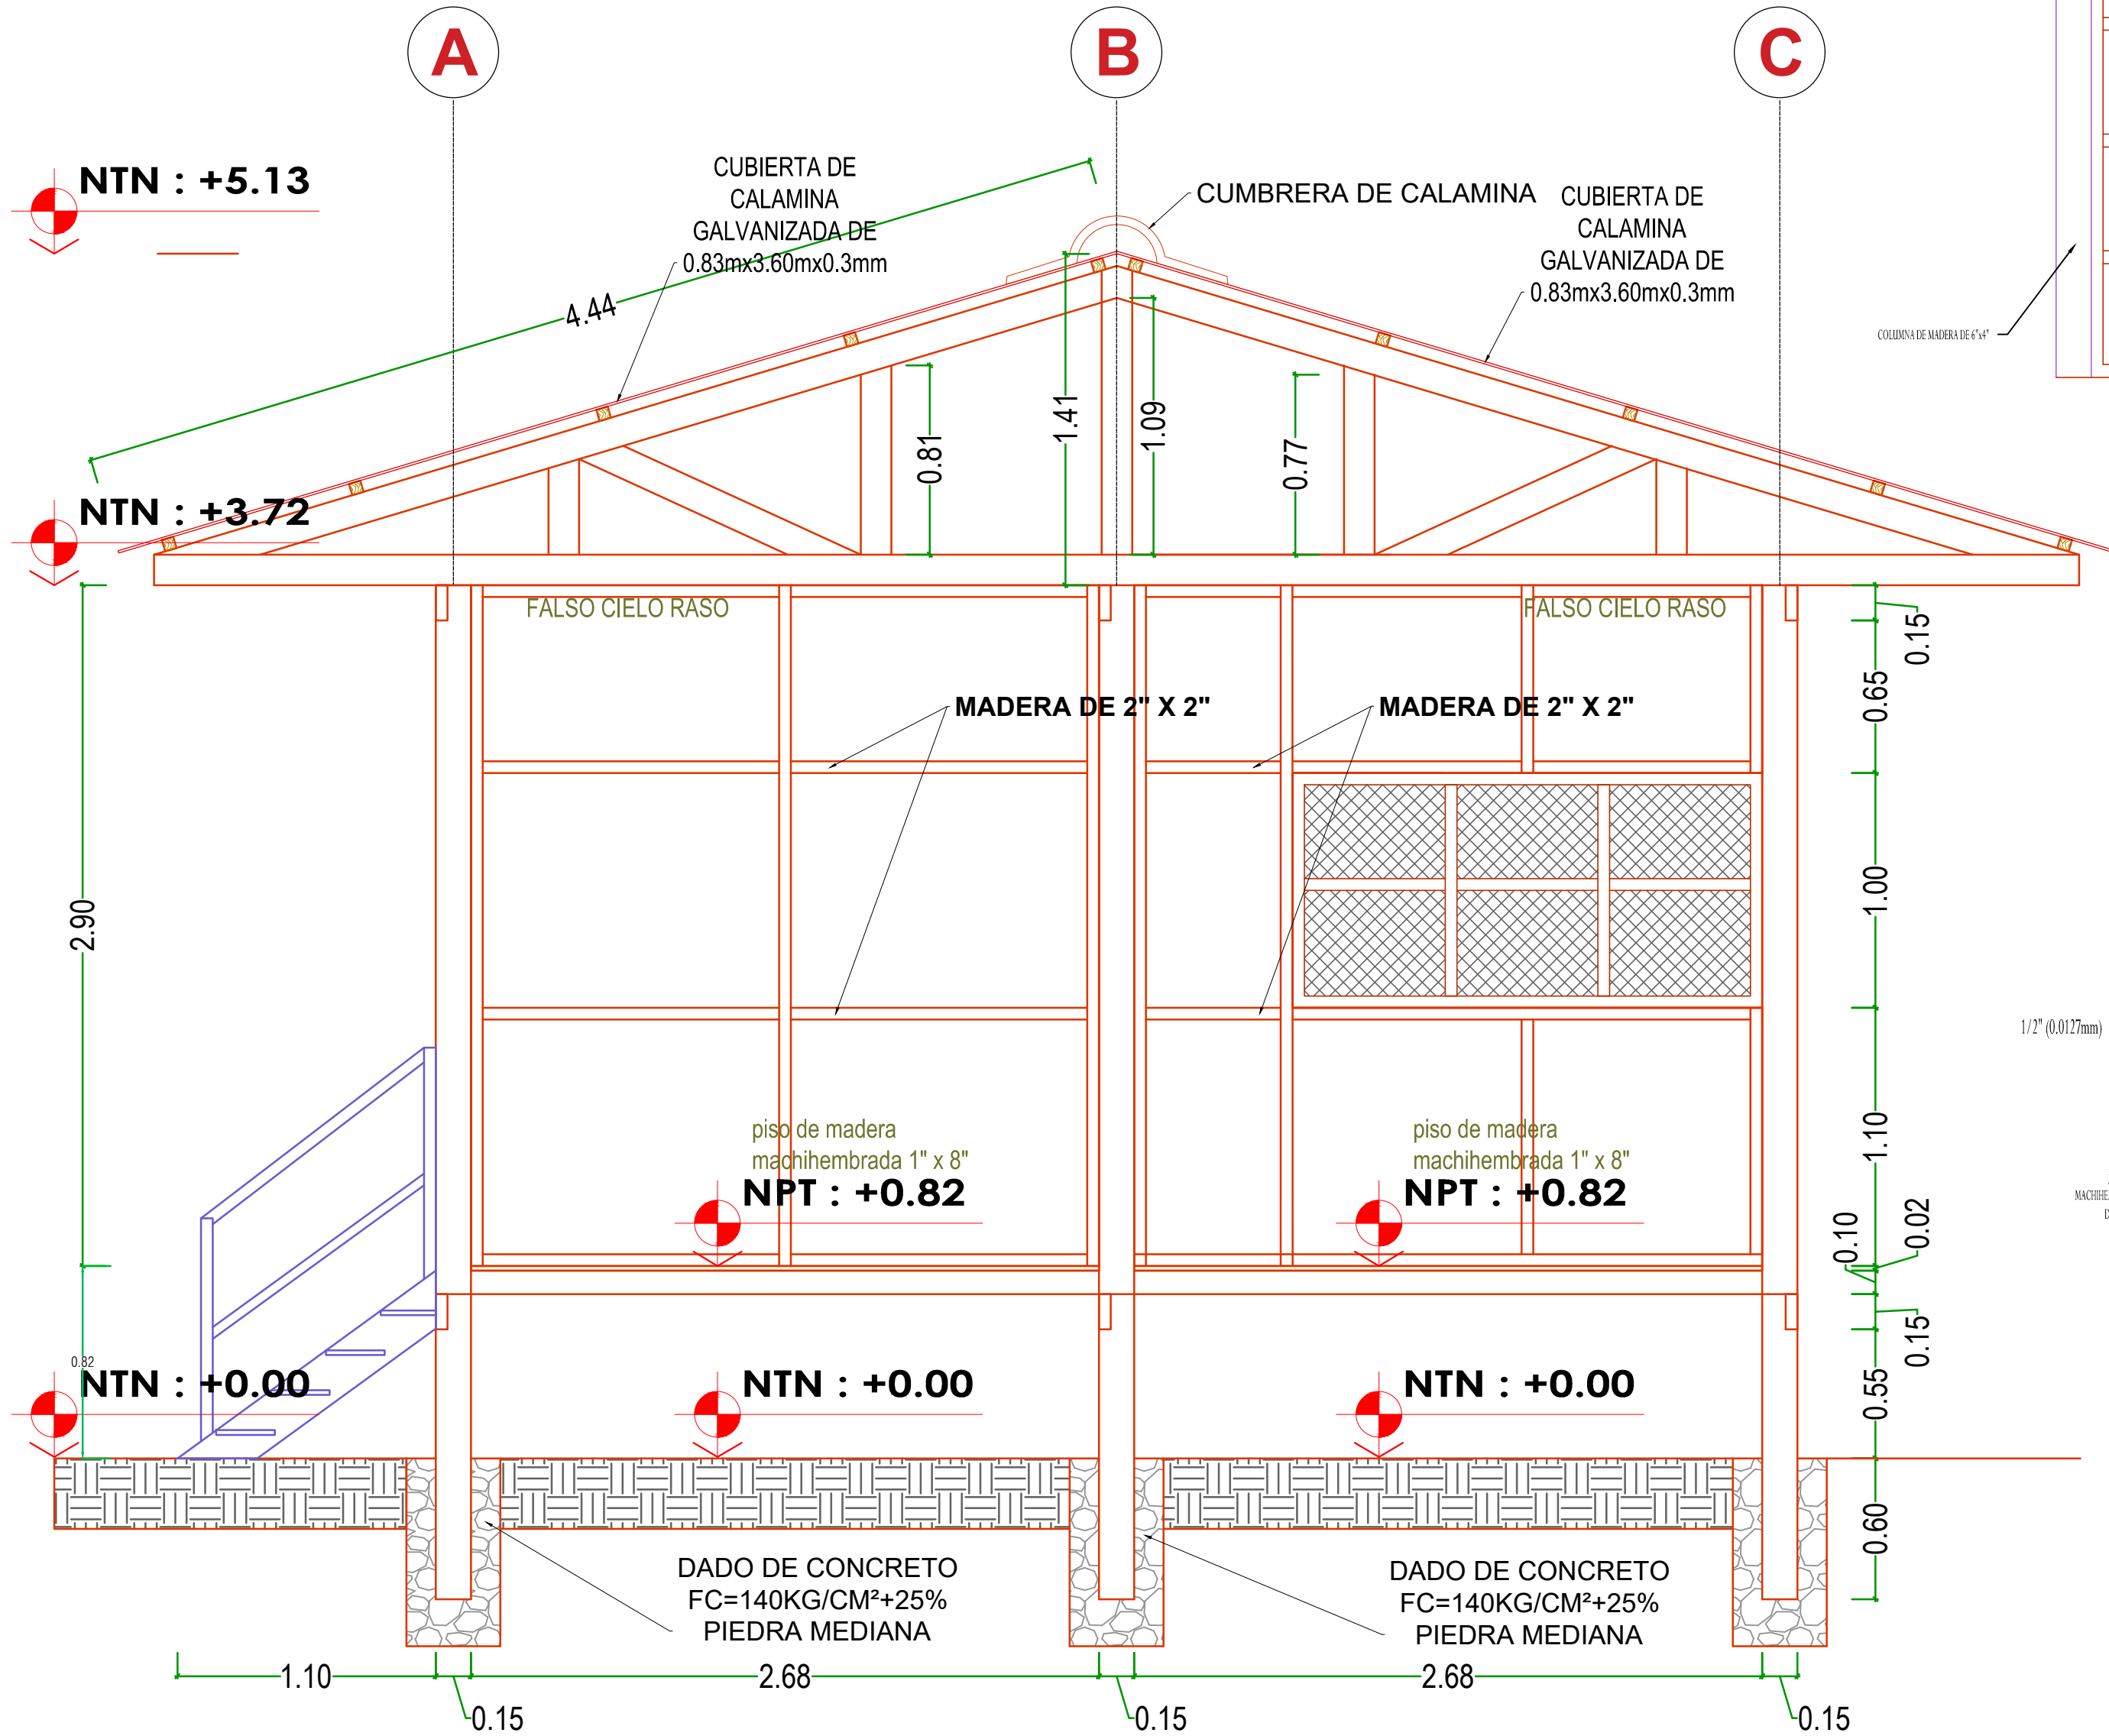 A
B
C
NTN : +5.13
CUBIERTA DE
CALAMINA
GALVANIZADA DE
0.83mx3.60mx0.3mm
CUMBRERA DE CALAMINA
CUBIERTA DE
CALAMINA
GALVANIZADA DE
0.83mx3.60mx0.3mm
4.44
COLUMNA DE MADERA DE 6"x4"
1.41
1.09
0.81
0.77
NTN : +3.72
FALSO CIELO RASO
FALSO CIELO RASO
0.15
0.65
MADERA DE 2" X 2"
MADERA DE 2" X 2"
2.90
1.00
1/2" (0.0127mm)
1.10
piso de madera
machihembrada 1" x 8"
NPT : +0.82
piso de madera
machihembrada 1" x 8"
NPT : +0.82
MACHIHE
D
0.10
0.02
0.15
0.82
NTN : +0.00
NTN : +0.00
NTN : +0.00
0.55
0.60
DADO DE CONCRETO
FC=140KG/CM²+25%
PIEDRA MEDIANA
DADO DE CONCRETO
FC=140KG/CM²+25%
PIEDRA MEDIANA
1.10
2.68
2.68
0.15
0.15
0.15